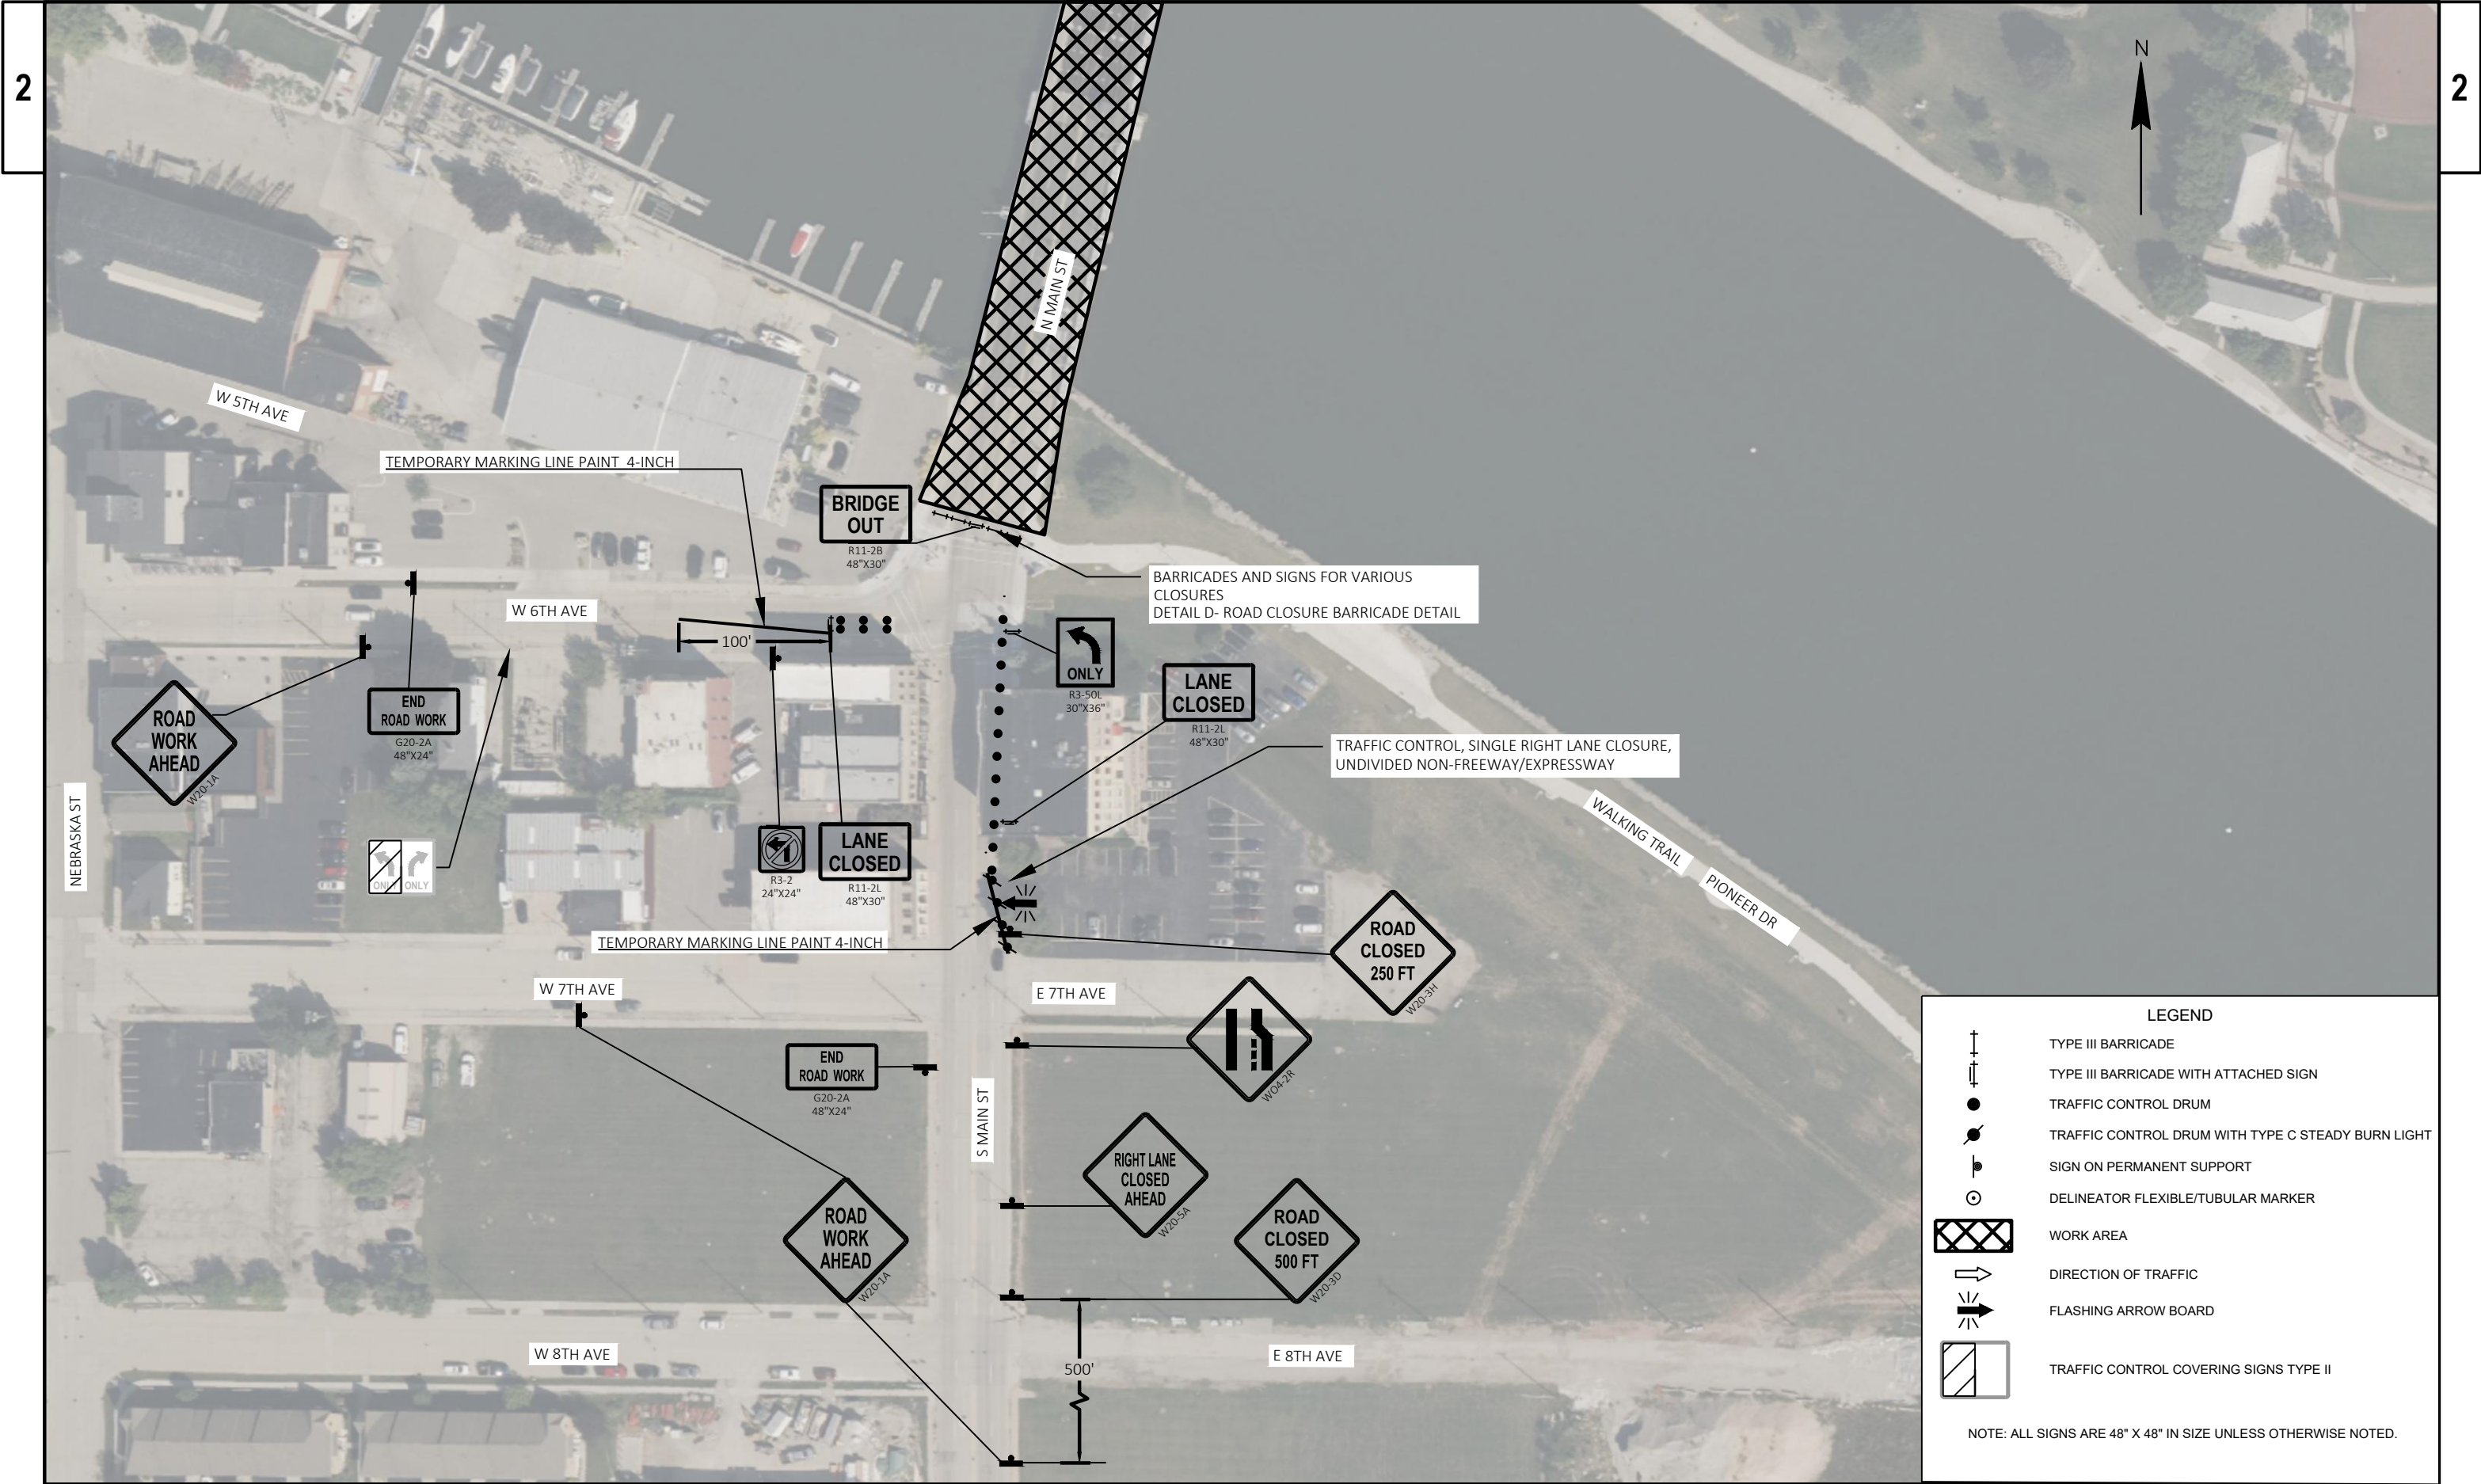 2
2
N
N MAIN ST
W 5TH AVE
TEMPORARY MARKING LINE PAINT 4-INCH
BRIDGE
OUT
R11-2B
48"X30"
BARRICADES AND SIGNS FOR VARIOUS
CLOSURES
DETAIL D- ROAD CLOSURE BARRICADE DETAIL
W 6TH AVE
100'
ONLY
R3-50L
30"X36"
LANE
CLOSED
R11-2L
48"X30"
ROAD
WORK
AHEAD
W20-1A
END
ROAD WORK
G20-2A
48"X24"
TRAFFIC CONTROL, SINGLE RIGHT LANE CLOSURE,
UNDIVIDED NON-FREEWAY/EXPRESSWAY
NEBRASKA ST
ONLY
ONLY
R3-2
24"X24"
LANE
CLOSED
R11-2L
48"X30"
WALKING TRAIL
PIONEER DR
TEMPORARY MARKING LINE PAINT 4-INCH
ROAD
CLOSED
250 FT
W20-3H
W 7TH AVE
E 7TH AVE
WO4-2R
END
ROAD WORK
G20-2A
48"X24"
S MAIN ST
RIGHT LANE
CLOSED
AHEAD
W20-5A
ROAD
WORK
AHEAD
W20-1A
ROAD
CLOSED
500 FT
W20-3D
W 8TH AVE
E 8TH AVE
500'
LEGEND
TYPE III BARRICADE
TYPE III BARRICADE WITH ATTACHED SIGN
TRAFFIC CONTROL DRUM
TRAFFIC CONTROL DRUM WITH TYPE C STEADY BURN LIGHT
SIGN ON PERMANENT SUPPORT
DELINEATOR FLEXIBLE/TUBULAR MARKER
WORK AREA
DIRECTION OF TRAFFIC
FLASHING ARROW BOARD
TRAFFIC CONTROL COVERING SIGNS TYPE II
NOTE: ALL SIGNS ARE 48" X 48" IN SIZE UNLESS OTHERWISE NOTED.